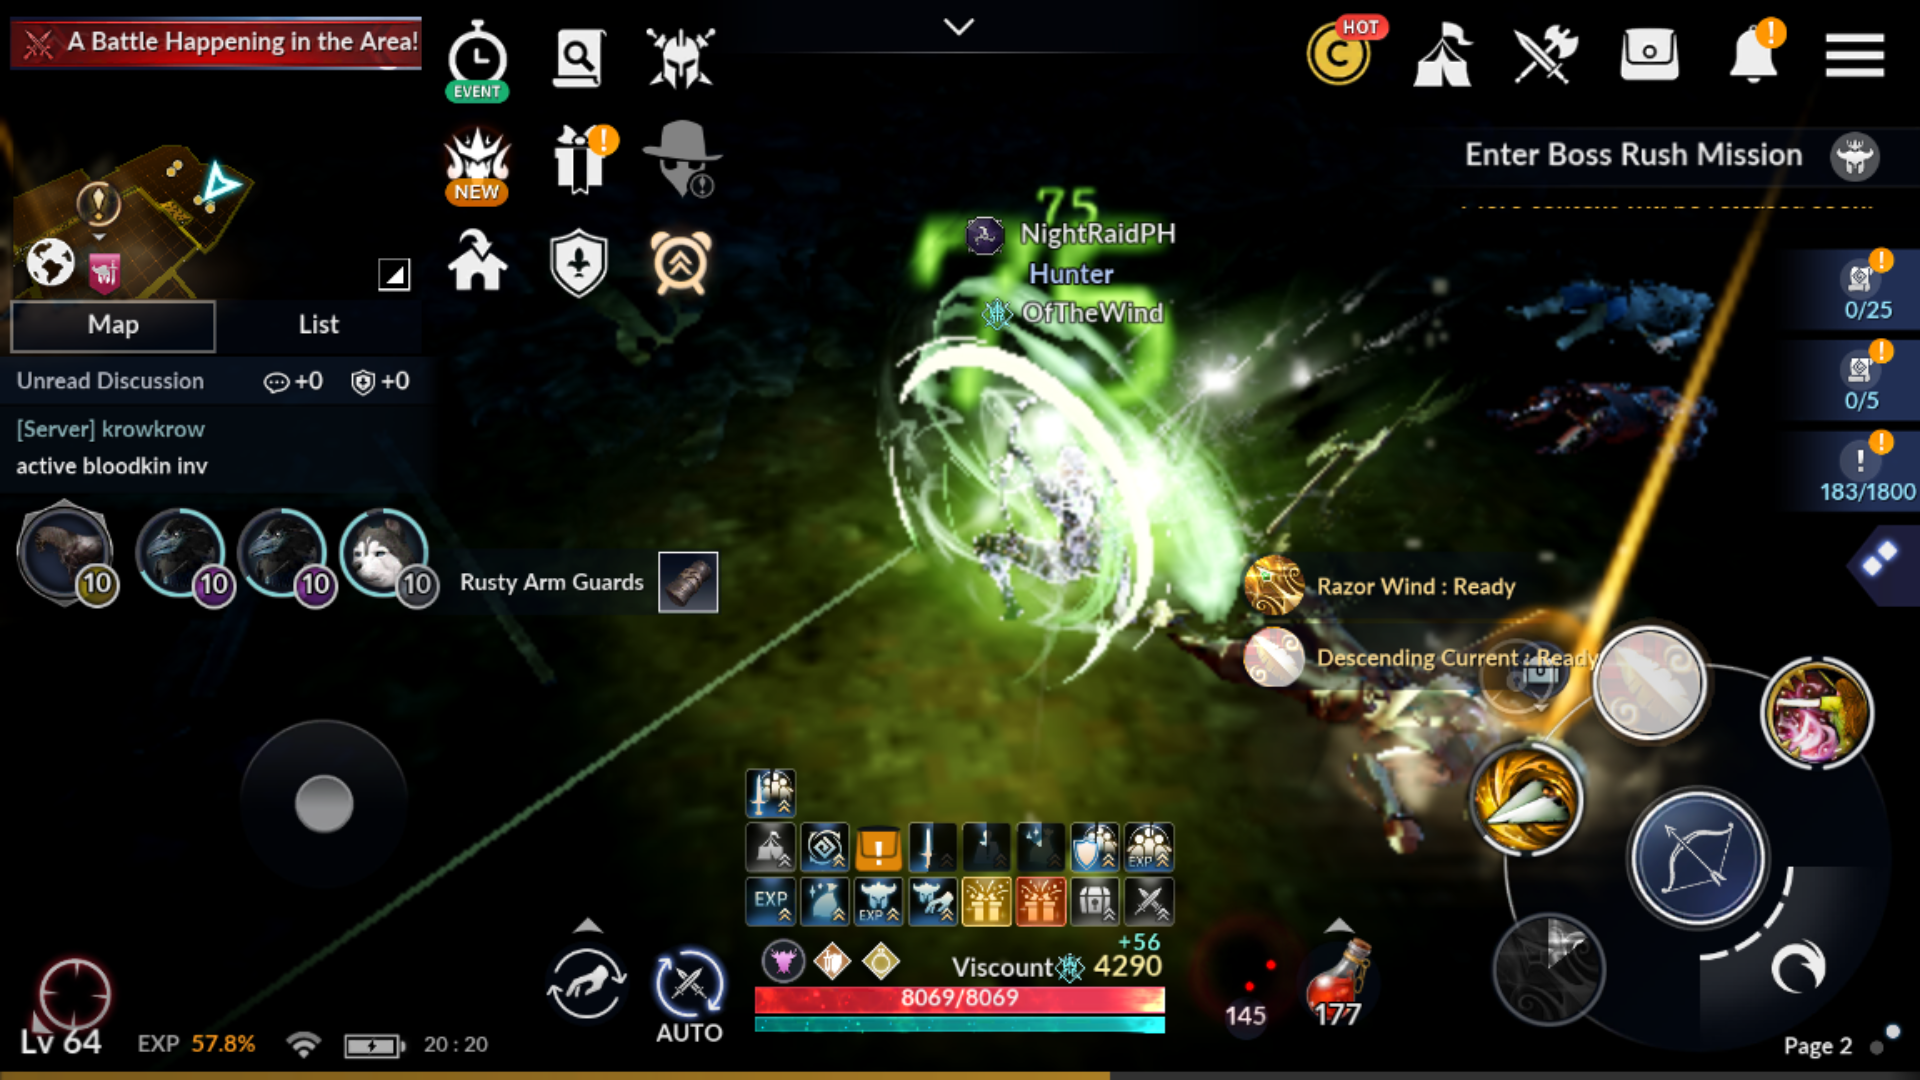 A Battle Happening in the Area!
EVENT
HOT
NEW
Enter Boss Rush Mission
75
NightRaidPH
Hunter
OfTheWind
0/25
Map
List
Unread Discussion
+0
+0
0/5
[Server] krowkrow
active bloodkin inv
183/1800
10
10
10
10
Rusty Arm Guards
Razor Wind : Ready
Descending Current : Ready
EXP
EXP
EXP
+56
Viscount 4290
8069/8069
145
177
AUTO
Lv 64
EXP 57.8%
20 : 20
Page 2